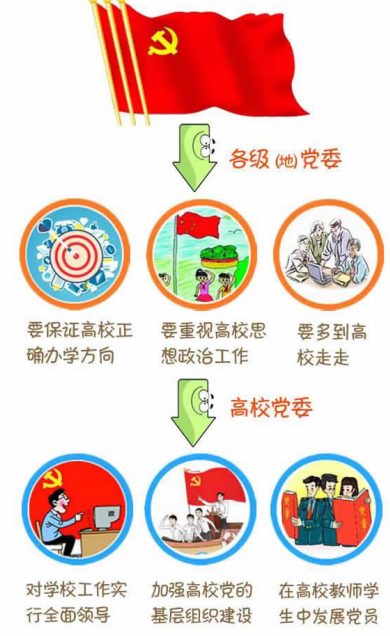 各级(地)党委
要保证高校正
确办学方向
要重视高校思
想政治工作
要多到高
校走走
高校党委
对学校工作实
行全面领导
加强高校党的
基层组织建设
在高校教师学
生中发展党员